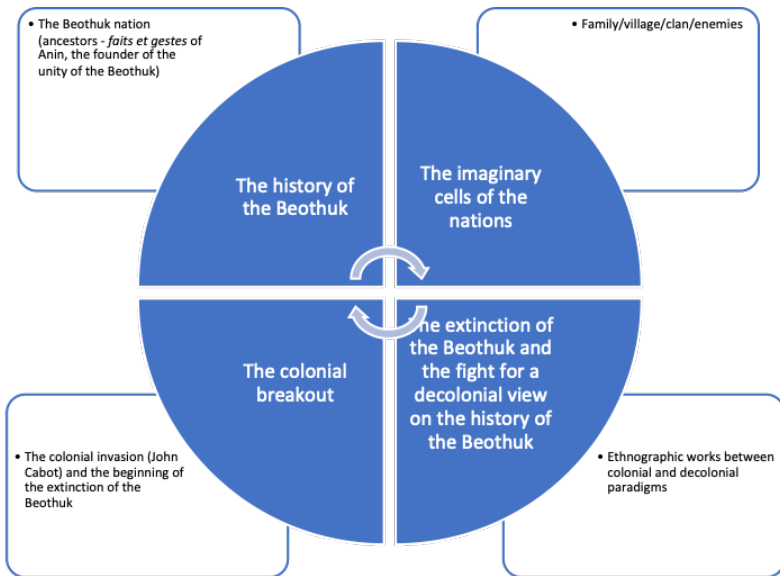 • The Beothuk nation
(ancestors - faits et gestes of
Anin, the founder of the
unity of the Beothuk)
• Family/village/clan/enemies
The history of
the Beothuk
The imaginary
cells of the
nations
The colonial
breakout
The extinction of
the Beothuk and
the fight for a
decolonial view
on the history of
the Beothuk
• The colonial invasion (John
Cabot) and the beginning of
the extinction of the
Beothuk
• Ethnographic works between
colonial and decolonial
paradigms